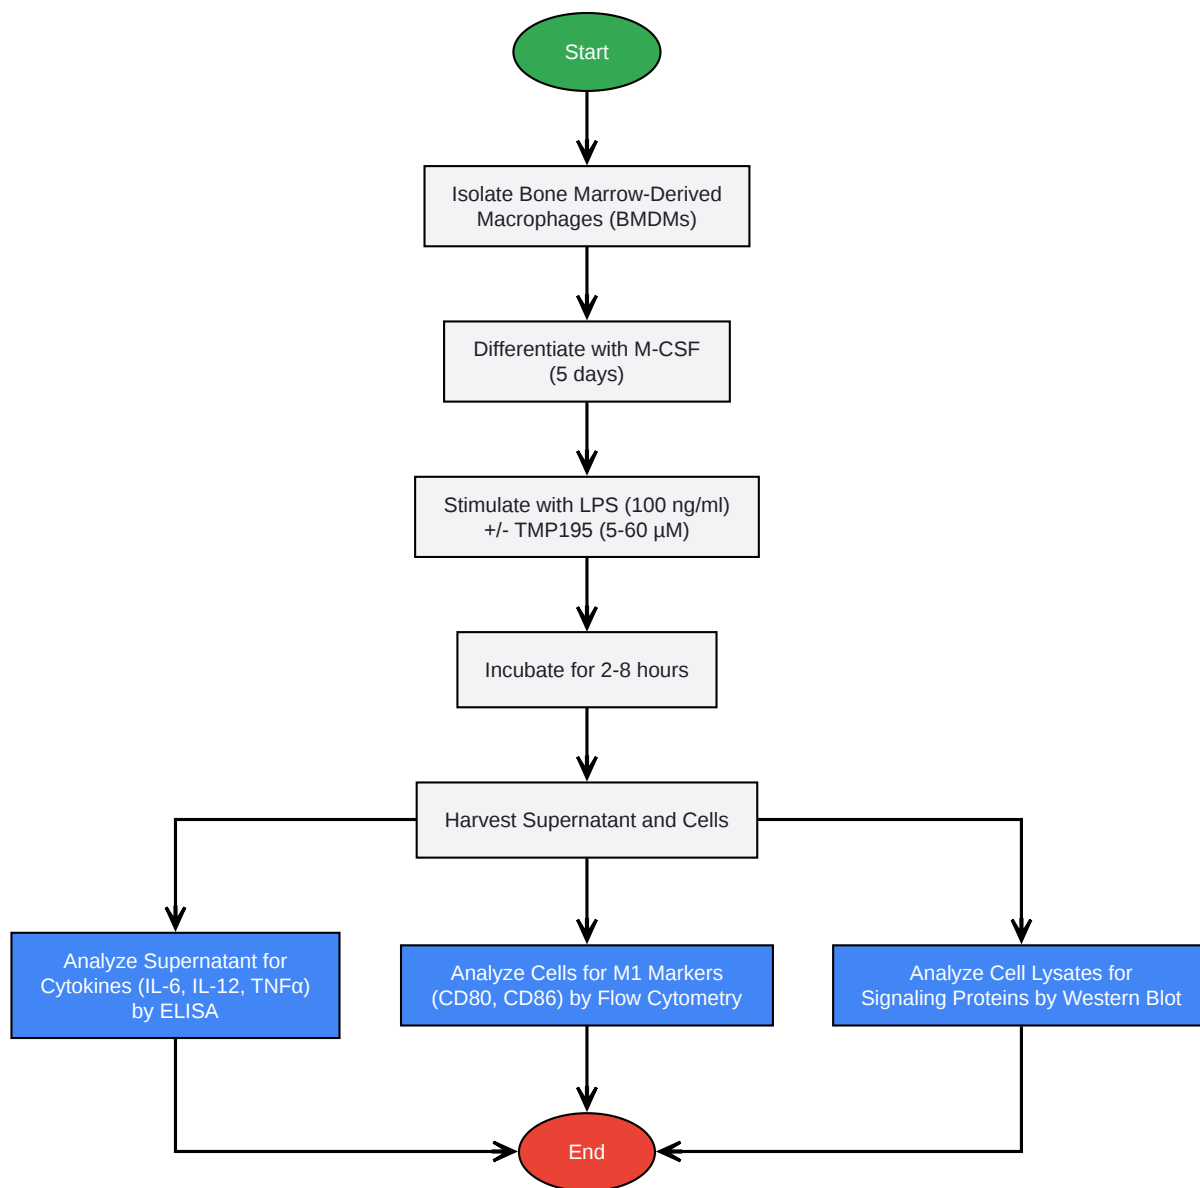 Start
Isolate Bone Marrow-Derived
Macrophages (BMDMs)
Differentiate with M-CSF
(5 days)
Stimulate with LPS (100 ng/ml)
+/- TMP195 (5-60 µM)
Incubate for 2-8 hours
Harvest Supernatant and Cells
Analyze Supernatant for
Cytokines (IL-6, IL-12, TNFα)
by ELISA
Analyze Cells for M1 Markers
(CD80, CD86) by Flow Cytometry
Analyze Cell Lysates for
Signaling Proteins by Western Blot
End